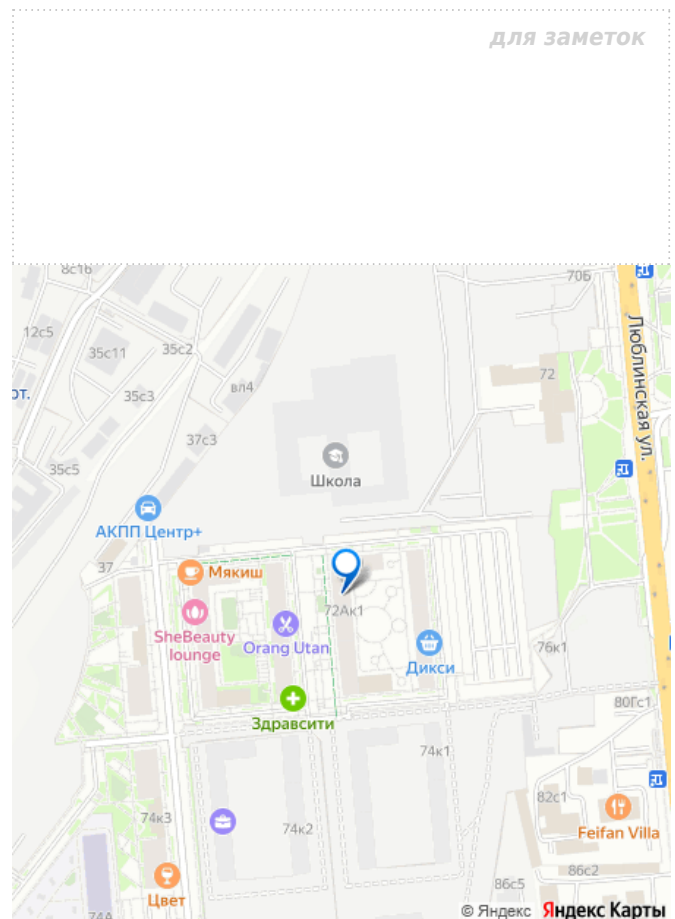 для заметок
8с16
70Б
12с5
35с11
35с2
Люблинская ул.
72
вл4
35с3
от.
37с3
35с5
Школа
АКПП Центр+
37
Мякиш
72Ак1
SheBeauty
lounge
Orang Utan
Дикси
76к1
80Гс1
Здравсити
74к1
82с1
74к3
74к2
Feifan Villa
86с2
86с5
Цвет
74А
© Яндекс Яндекс Карты